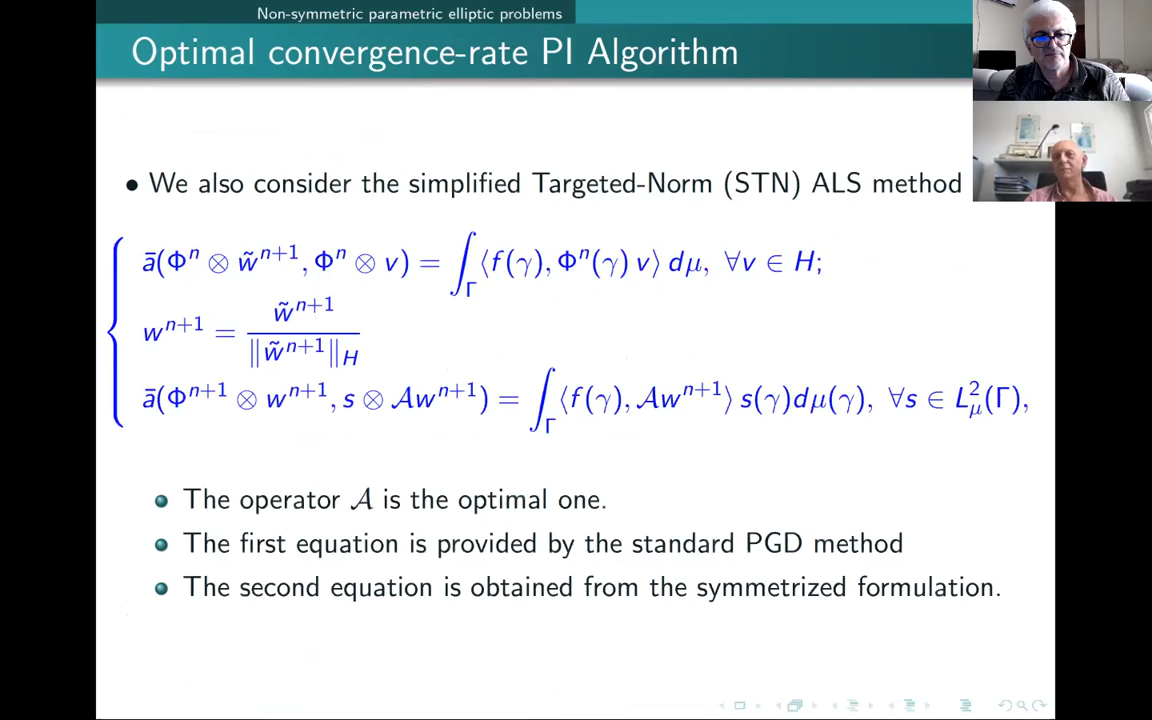 Non-symmetric parametric elliptic problems
Optimal convergence-rate PI Algorithm
• We also consider the simplified Targeted-Norm (STN) ALS method
ā(Φⁿ ⊗ w̃ⁿ⁺¹, Φⁿ ⊗ v) = ∫_Γ ⟨f(γ), Φⁿ(γ) v⟩ dμ, ∀v ∈ H;
wⁿ⁺¹ = w̃ⁿ⁺¹ / ‖w̃ⁿ⁺¹‖_H
ā(Φⁿ⁺¹ ⊗ wⁿ⁺¹, s ⊗ 𝒜wⁿ⁺¹) = ∫_Γ ⟨f(γ), 𝒜wⁿ⁺¹⟩ s(γ)dμ(γ), ∀s ∈ L²_μ(Γ),
The operator 𝒜 is the optimal one.
The first equation is provided by the standard PGD method
The second equation is obtained from the symmetrized formulation.